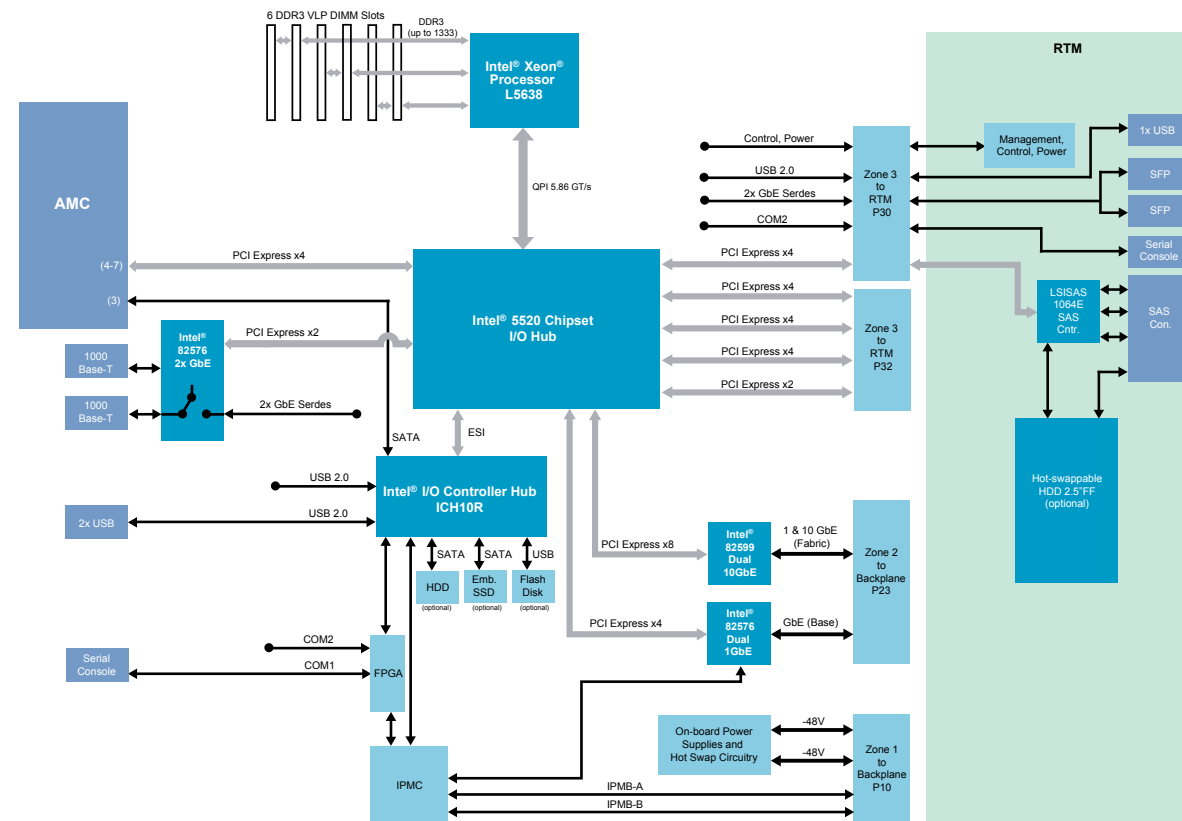 6 DDR3 VLP DIMM Slots
DDR3
(up to 1333)
Intel® Xeon®
Processor
L5638
RTM
AMC
(4-7)
(3)
PCI Express x4
QPI 5.86 GT/s
Control, Power
USB 2.0
2x GbE Serdes
COM2
PCI Express x4
Zone 3
to
RTM
P30
Management,
Control, Power
1x USB
SFP
SFP
Serial
Console
Intel® 5520 Chipset
I/O Hub
PCI Express x4
PCI Express x4
PCI Express x4
PCI Express x2
Zone 3
to
RTM
P32
LSISAS
1064E
SAS
Cntr.
SAS
Con.
Intel®
82576
2x GbE
PCI Express x2
1000
Base-T
1000
Base-T
2x GbE Serdes
SATA
ESI
USB 2.0
Intel® I/O Controller Hub
ICH10R
2x USB
USB 2.0
Hot-swappable
HDD 2.5"FF
(optional)
SATA
SATA
USB
HDD
(optional)
Emb.
SSD
(optional)
Flash
Disk
(optional)
PCI Express x8
Intel®
82599
Dual
10GbE
1 & 10 GbE
(Fabric)
Zone 2
to
Backplane
P23
PCI Express x4
Intel®
82576
Dual
1GbE
GbE (Base)
COM2
COM1
Serial
Console
FPGA
On-board Power
Supplies and
Hot Swap Circuitry
-48V
-48V
Zone 1
to
Backplane
P10
IPMC
IPMB-A
IPMB-B